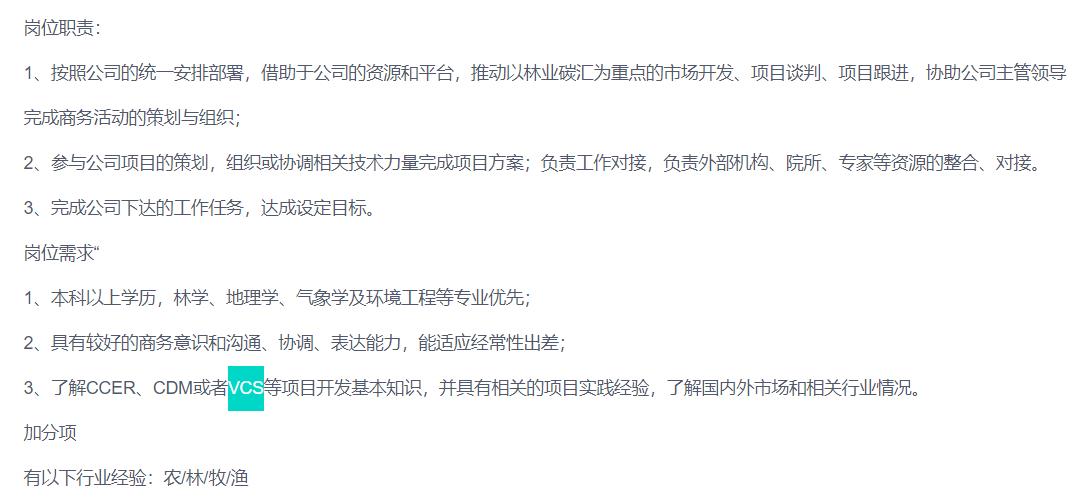 岗位职责：
1、按照公司的统一安排部署，借助于公司的资源和平台，推动以林业碳汇为重点的市场开发、项目谈判、项目跟进，协助公司主管领导
完成商务活动的策划与组织；
2、参与公司项目的策划，组织或协调相关技术力量完成项目方案；负责工作对接，负责外部机构、院所、专家等资源的整合、对接。
3、完成公司下达的工作任务，达成设定目标。
岗位需求“
1、本科以上学历，林学、地理学、气象学及环境工程等专业优先；
2、具有较好的商务意识和沟通、协调、表达能力，能适应经常性出差；
3、了解CCER、CDM或者VCS等项目开发基本知识，并具有相关的项目实践经验，了解国内外市场和相关行业情况。
加分项
有以下行业经验：农/林/牧/渔